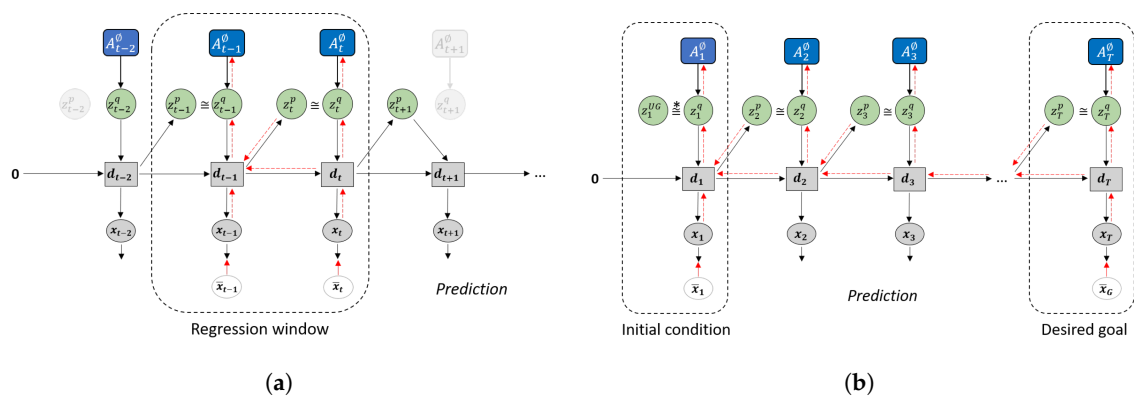 A^∅_{t−2} A^∅_{t−1} A^∅_t A^∅_{t+1}
z^p_{t−2} z^q_{t−2} z^p_{t−1} ≅ z^q_{t−1} z^p_t ≅ z^q_t z^p_{t+1} z^q_{t+1}
0 d_{t−2} d_{t−1} d_t d_{t+1} ...
x_{t−2} x_{t−1} x_t x_{t+1}
x̅_{t−1} x̅_t Prediction
Regression window
(a)
A^∅_1 A^∅_2 A^∅_3 A^∅_T
z^{UG}_1 ≅* z^q_1 z^p_2 ≅ z^q_2 z^p_3 ≅ z^q_3 z^p_T ≅ z^q_T
0 d_1 d_2 d_3 ... d_T
x_1 x_2 x_3 x_T
x̅_1 Prediction x̅_G
Initial condition Desired goal
(b)